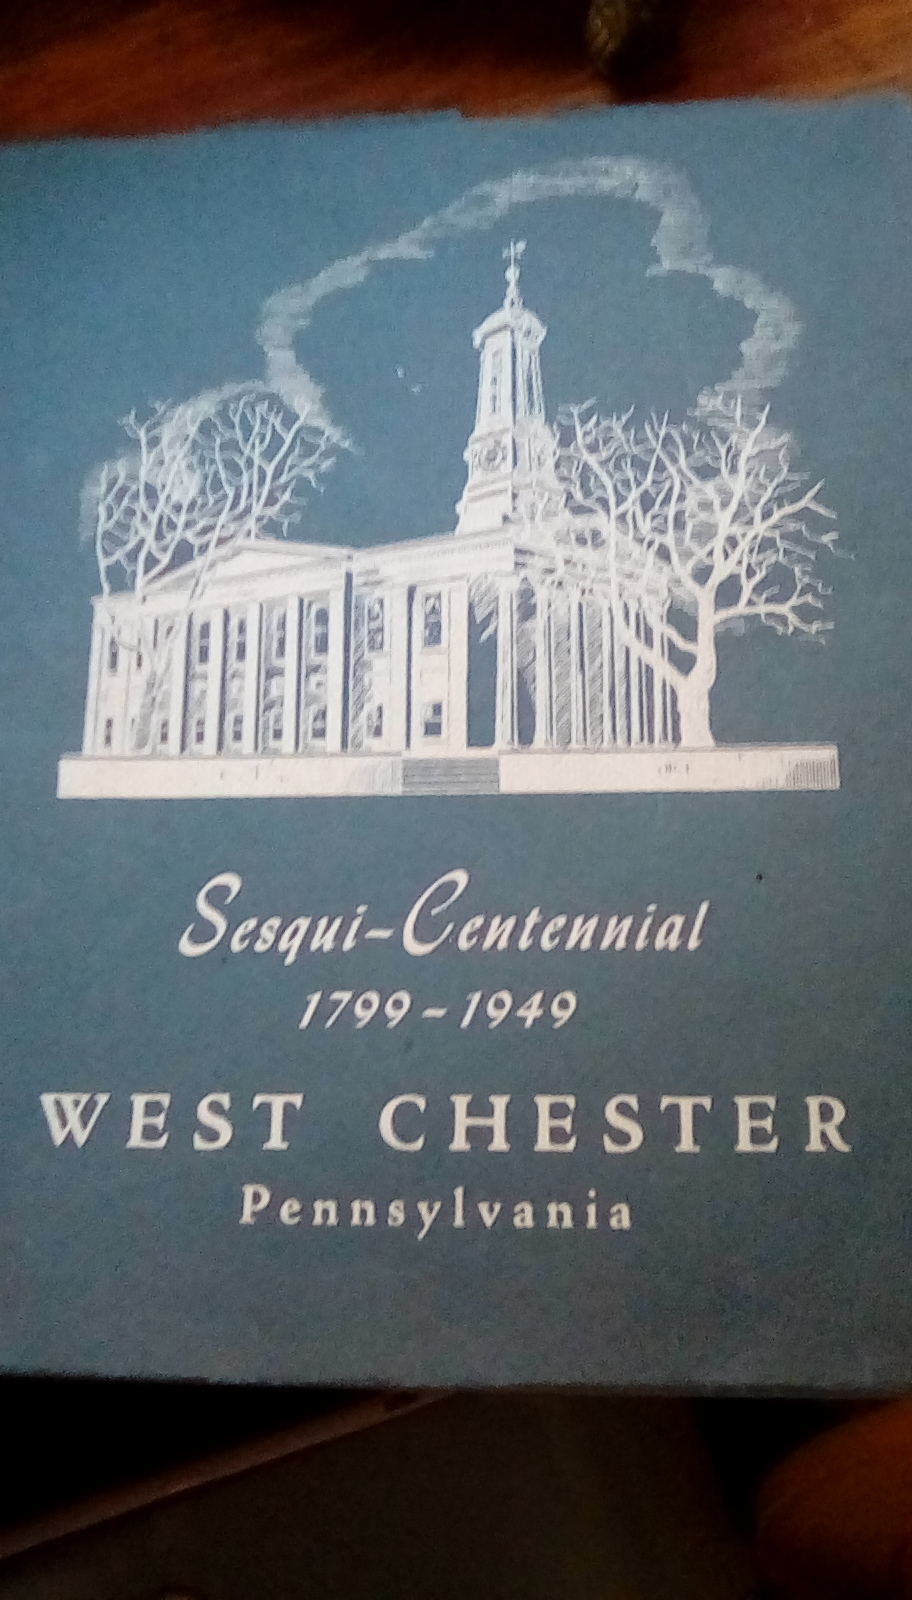 Sesqui-Centennial
1799-1949
WEST CHESTER
Pennsylvania